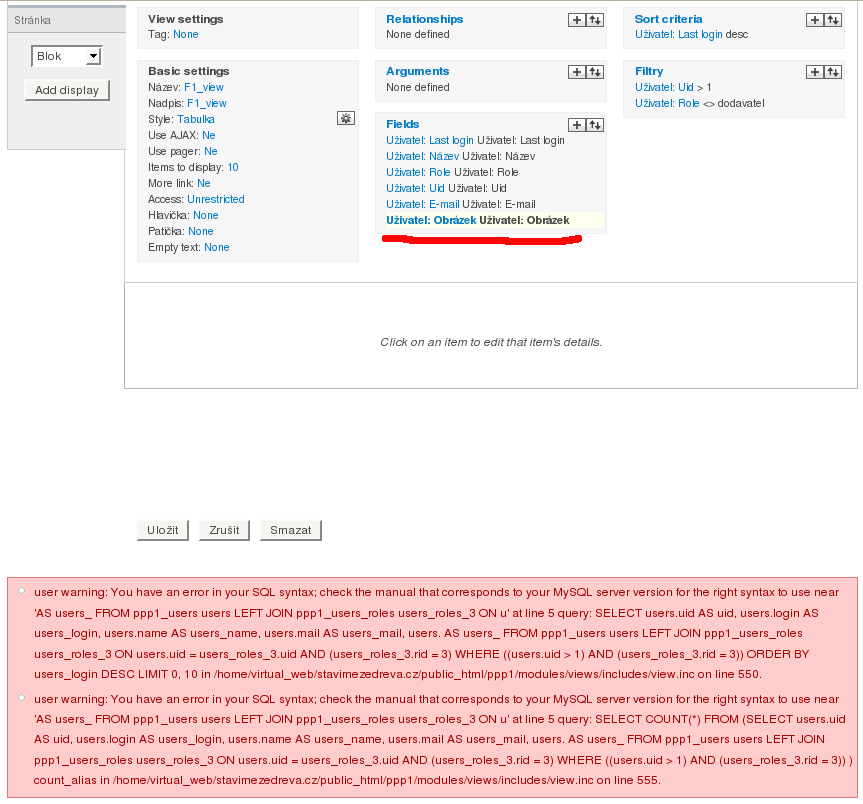 Stránka
Blok
Add display
View settings
Tag: None
Basic settings
Název: F1_view
Nadpis: F1_view
Style: Tabulka
Use AJAX: Ne
Use pager: Ne
Items to display: 10
More link: Ne
Access: Unrestricted
Hlavička: None
Patička: None
Empty text: None
Relationships
None defined
Arguments
None defined
Fields
Uživatel: Last login Uživatel: Last login
Uživatel: Název Uživatel: Název
Uživatel: Role Uživatel: Role
Uživatel: Uid Uživatel: Uid
Uživatel: E-mail Uživatel: E-mail
Uživatel: Obrázek Uživatel: Obrázek
Sort criteria
Uživatel: Last login desc
Filtry
Uživatel: Uid > 1
Uživatel: Role <> dodavatel
Click on an item to edit that item's details.
Uložit Zrušit Smazat
user warning: You have an error in your SQL syntax; check the manual that corresponds to your MySQL server version for the right syntax to use near
'AS users_ FROM ppp1_users users LEFT JOIN ppp1_users_roles users_roles_3 ON u' at line 5 query: SELECT users.uid AS uid, users.login AS
users_login, users.name AS users_name, users.mail AS users_mail, users. AS users_ FROM ppp1_users users LEFT JOIN ppp1_users_roles
users_roles_3 ON users.uid = users_roles_3.uid AND (users_roles_3.rid = 3) WHERE ((users.uid > 1) AND (users_roles_3.rid = 3)) ORDER BY
users_login DESC LIMIT 0, 10 in /home/virtual_web/stavimezedreva.cz/public_html/ppp1/modules/views/includes/view.inc on line 550.
user warning: You have an error in your SQL syntax; check the manual that corresponds to your MySQL server version for the right syntax to use near
'AS users_ FROM ppp1_users users LEFT JOIN ppp1_users_roles users_roles_3 ON u' at line 5 query: SELECT COUNT(*) FROM (SELECT users.uid
AS uid, users.login AS users_login, users.name AS users_name, users.mail AS users_mail, users. AS users_ FROM ppp1_users users LEFT JOIN
ppp1_users_roles users_roles_3 ON users.uid = users_roles_3.uid AND (users_roles_3.rid = 3) WHERE ((users.uid > 1) AND (users_roles_3.rid = 3)) )
count_alias in /home/virtual_web/stavimezedreva.cz/public_html/ppp1/modules/views/includes/view.inc on line 555.